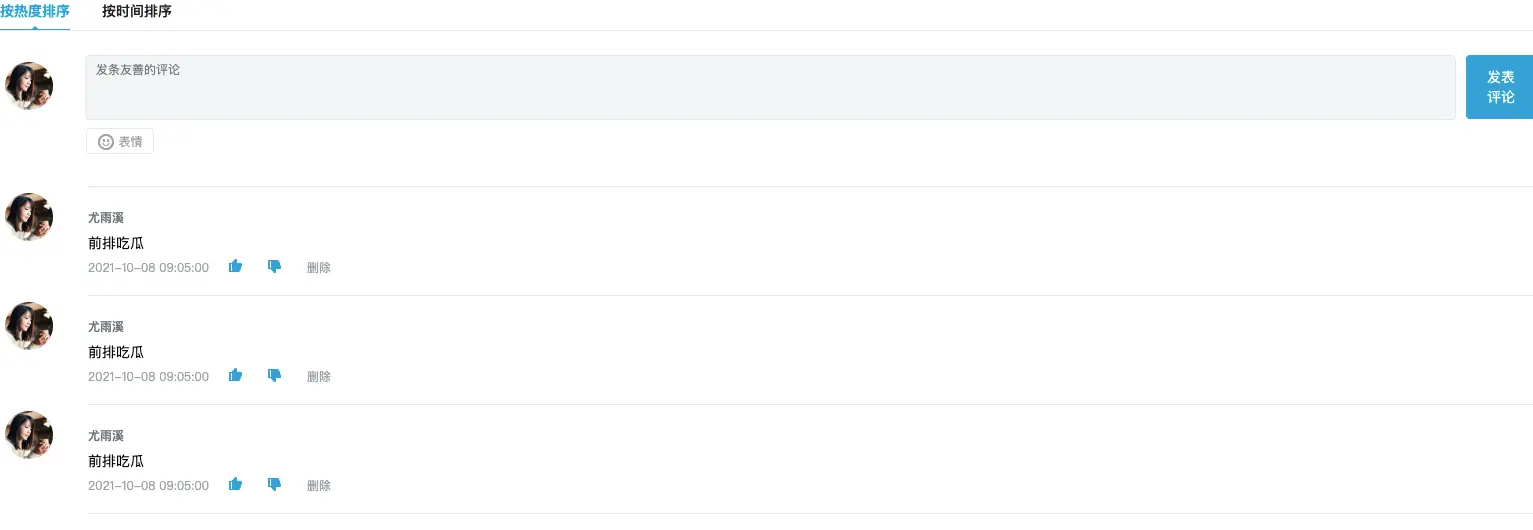 按热度排序 按时间排序
发条友善的评论
发表
评论
表情
尤雨溪
前排吃瓜
2021-10-08 09:05:00 删除
尤雨溪
前排吃瓜
2021-10-08 09:05:00 删除
尤雨溪
前排吃瓜
2021-10-08 09:05:00 删除